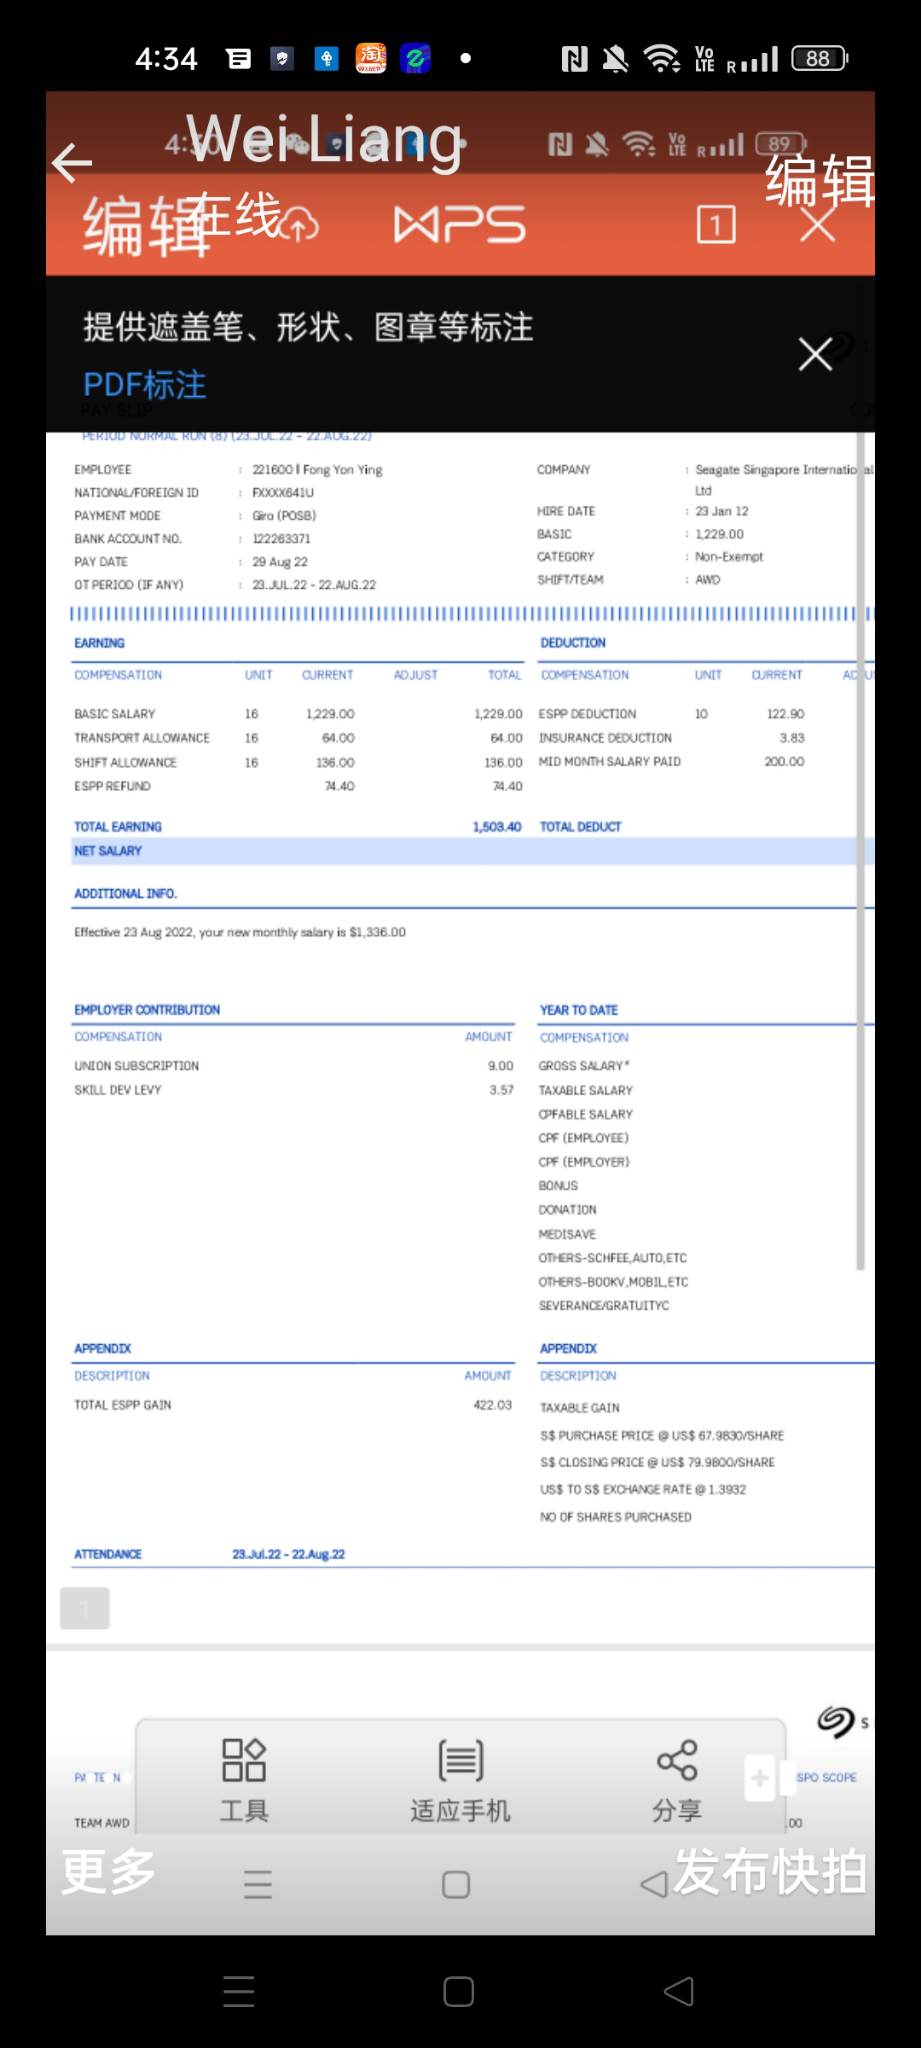 4:34
VoLTE
R
88
4:30
89
Wei Liang
在线
编辑
编辑
WPS
1
提供遮盖笔、形状、图章等标注
PDF标注
PAY SLIP
PERIOD NORMAL RUN (8) (23.JUL.22 - 22.AUG.22)
EMPLOYEE : 221600 | Fong Yon Ying
NATIONAL/FOREIGN ID : FXXXX641U
PAYMENT MODE : Giro (POSB)
BANK ACCOUNT NO. : 122263371
PAY DATE : 29 Aug 22
OT PERIOD (IF ANY) : 23.JUL.22 - 22.AUG.22
COMPANY : Seagate Singapore International
Ltd
HIRE DATE : 23 Jan 12
BASIC : 1,229.00
CATEGORY : Non-Exempt
SHIFT/TEAM : AWD
EARNING
COMPENSATION UNIT CURRENT ADJUST TOTAL
BASIC SALARY 16 1,229.00 1,229.00
TRANSPORT ALLOWANCE 16 64.00 64.00
SHIFT ALLOWANCE 16 136.00 136.00
ESPP REFUND 74.40 74.40
TOTAL EARNING 1,503.40
DEDUCTION
COMPENSATION UNIT CURRENT ADJU
ESPP DEDUCTION 10 122.90
INSURANCE DEDUCTION 3.83
MID MONTH SALARY PAID 200.00
TOTAL DEDUCT
NET SALARY
ADDITIONAL INFO.
Effective 23 Aug 2022, your new monthly salary is $1,336.00
EMPLOYER CONTRIBUTION
COMPENSATION AMOUNT
UNION SUBSCRIPTION 9.00
SKILL DEV LEVY 3.57
YEAR TO DATE
COMPENSATION
GROSS SALARY*
TAXABLE SALARY
CPFABLE SALARY
CPF (EMPLOYEE)
CPF (EMPLOYER)
BONUS
DONATION
MEDISAVE
OTHERS-SCHFEE,AUTO,ETC
OTHERS-BOOKV,MOBIL,ETC
SEVERANCE/GRATUITYC
APPENDIX
DESCRIPTION AMOUNT
TOTAL ESPP GAIN 422.03
APPENDIX
DESCRIPTION
TAXABLE GAIN
S$ PURCHASE PRICE @ US$ 67.9830/SHARE
S$ CLOSING PRICE @ US$ 79.9800/SHARE
US$ TO S$ EXCHANGE RATE @ 1.3932
NO OF SHARES PURCHASED
ATTENDANCE 23.Jul.22 - 22.Aug.22
1
S
SPO SCOPE
TEAM AWD
.00
工具
适应手机
分享
更多
发布快拍